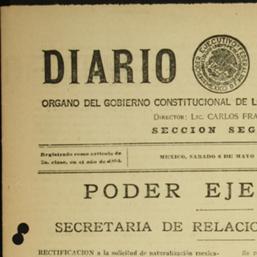 DIARIO
ORGANO DEL GOBIERNO CONSTITUCIONAL DE L
DIRECTOR: LIC. CARLOS FRA
SECCION SEG
Registrado como artículo de
2a. clase, en el año de 1884.
MEXICO, SABADO 6 DE MAYO
PODER EJE
SECRETARIA DE RELACIO
RECTIFICACION a la solicitud de naturalización mexica-